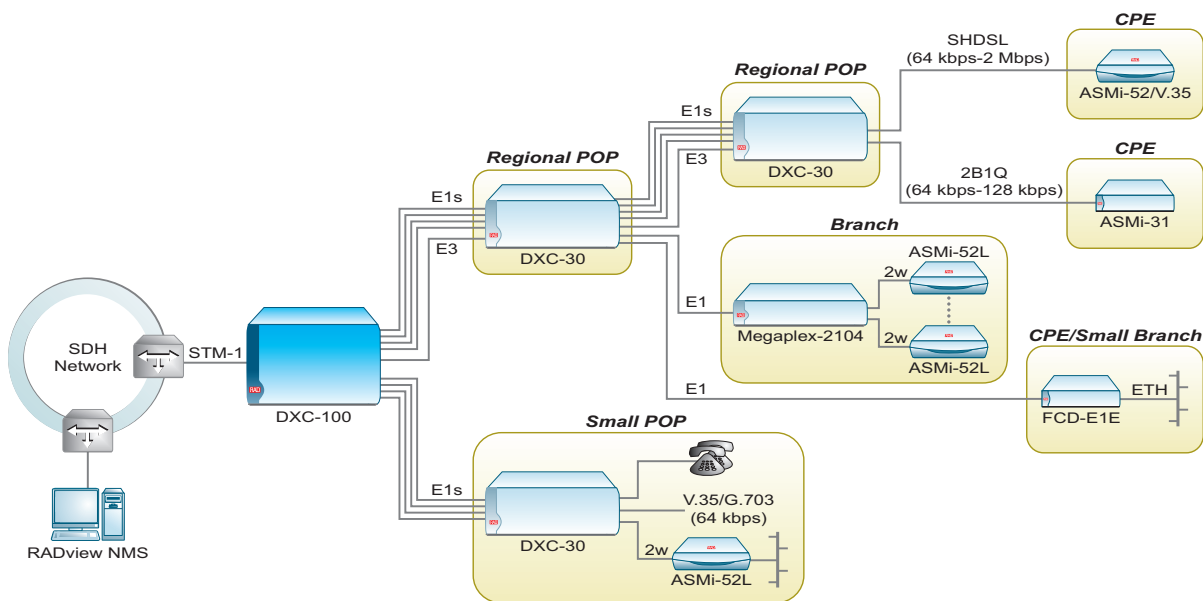 CPE
SHDSL
(64 kbps-2 Mbps)
ASMi-52/V.35
Regional POP
E1s
E3
DXC-30
CPE
2B1Q
(64 kbps-128 kbps)
ASMi-31
Regional POP
E1s
E3
DXC-30
Branch
ASMi-52L
2w
E1
Megaplex-2104
2w
ASMi-52L
SDH
Network
STM-1
RAD
DXC-100
CPE/Small Branch
E1
ETH
FCD-E1E
Small POP
E1s
V.35/G.703
(64 kbps)
DXC-30
2w
ASMi-52L
RADview NMS